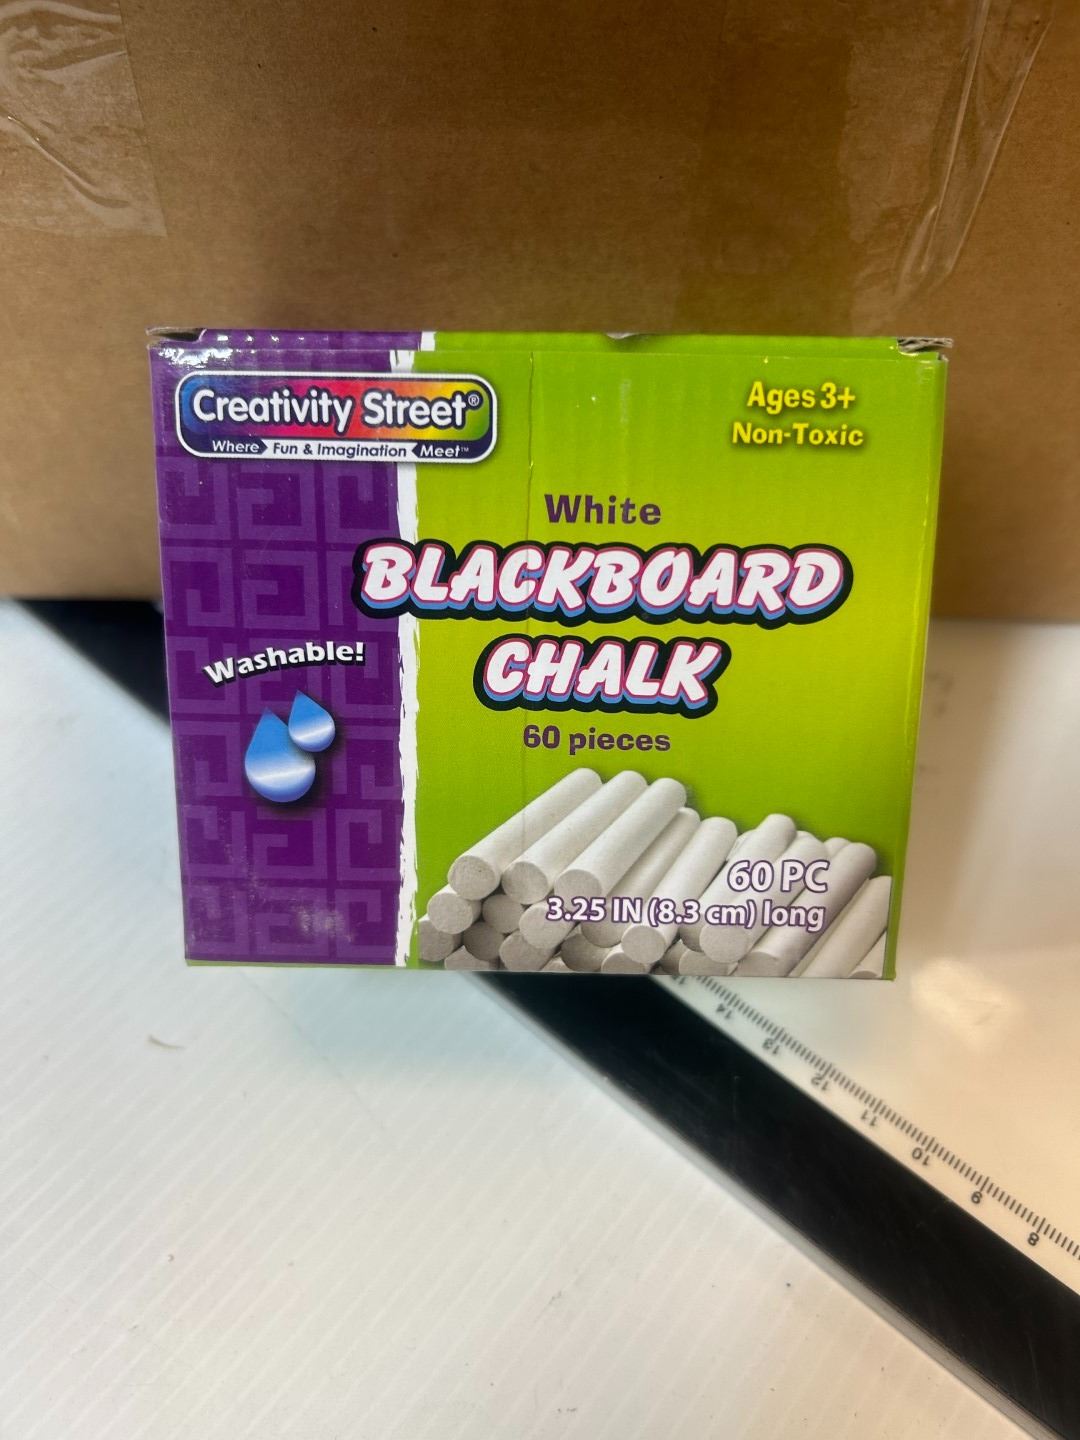 Creativity Street®
Where Fun & Imagination Meet™
Ages 3+
Non-Toxic
White
BLACKBOARD
CHALK
60 pieces
Washable!
60 PC
3.25 IN (8.3 cm) long
15
14
13
12
11
10
9
8